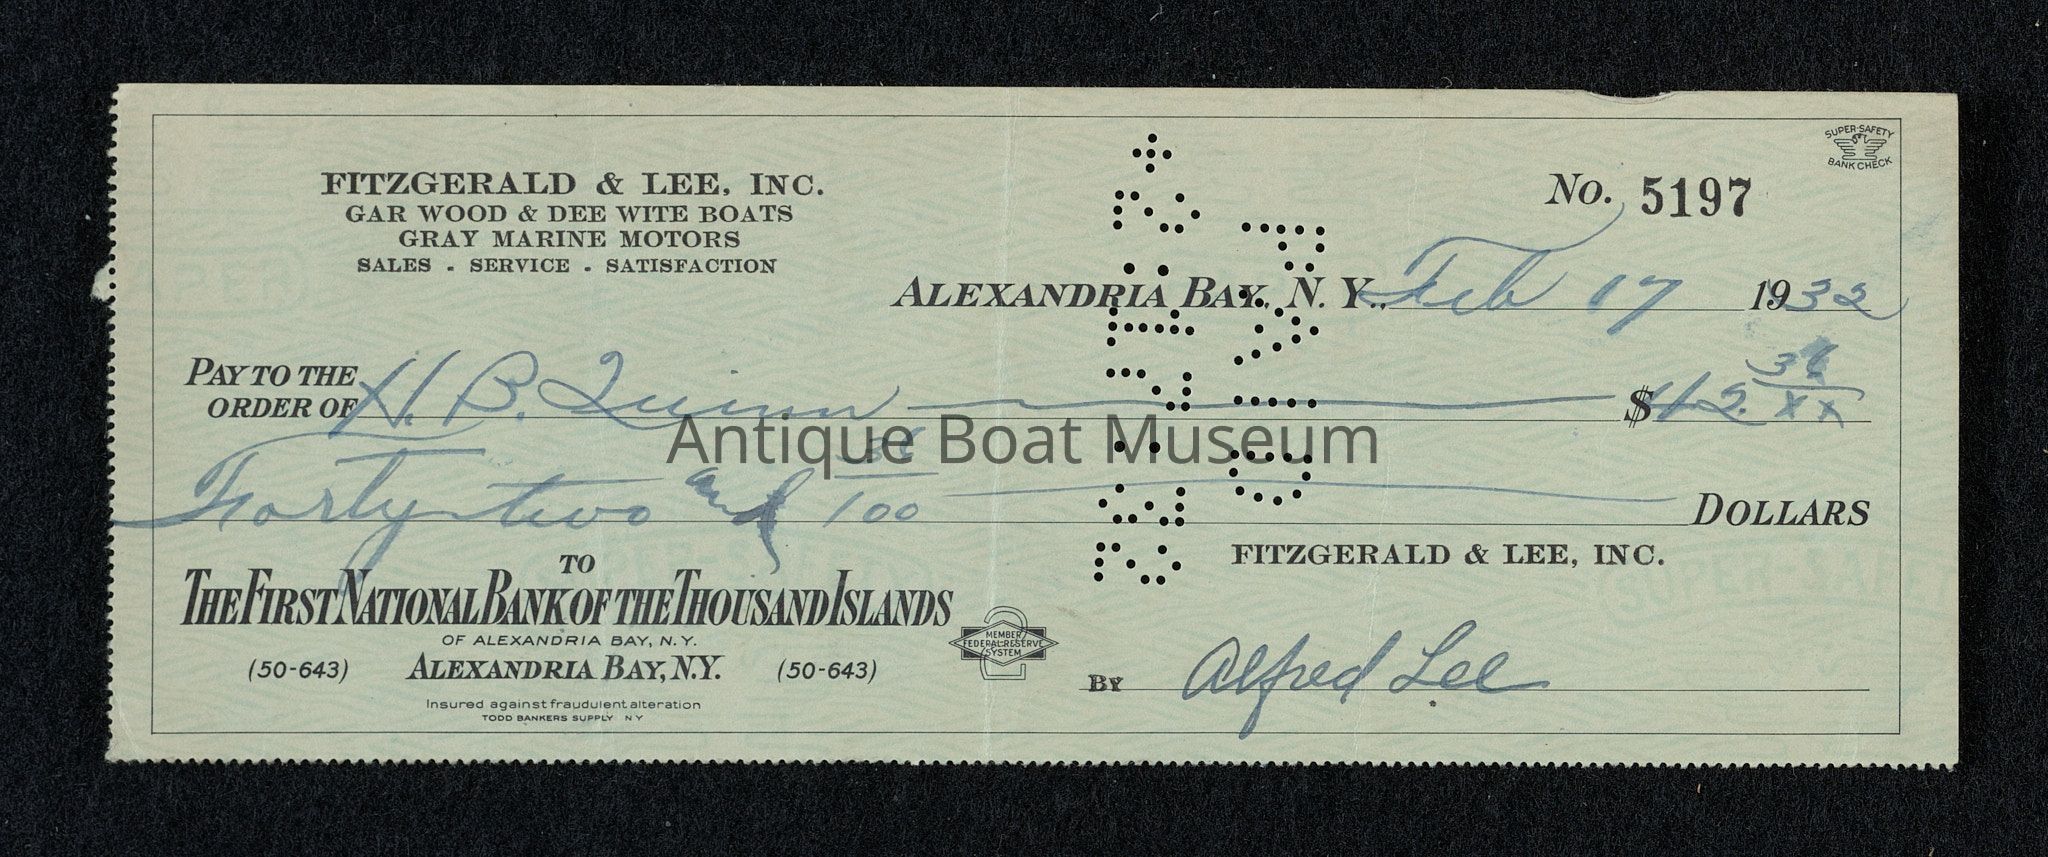 SUPER-SAFETY
BANK CHECK
FITZGERALD & LEE, INC.
GAR WOOD & DEE WITE BOATS
GRAY MARINE MOTORS
SALES . SERVICE . SATISFACTION
No. 5197
ALEXANDRIA BAY, N. Y. Feb 17 1932
PAY TO THE
ORDER OF H. B. Quinn $42.36/xx
Antique Boat Museum
Forty two and 36/100 DOLLARS
TO
THE FIRST NATIONAL BANK OF THE THOUSAND ISLANDS
OF ALEXANDRIA BAY, N.Y.
(50-643) ALEXANDRIA BAY, N.Y. (50-643)
Insured against fraudulent alteration
TODD BANKERS SUPPLY NY
MEMBER
FEDERAL RESERVE
SYSTEM
FITZGERALD & LEE, INC.
BY Alfred Lee